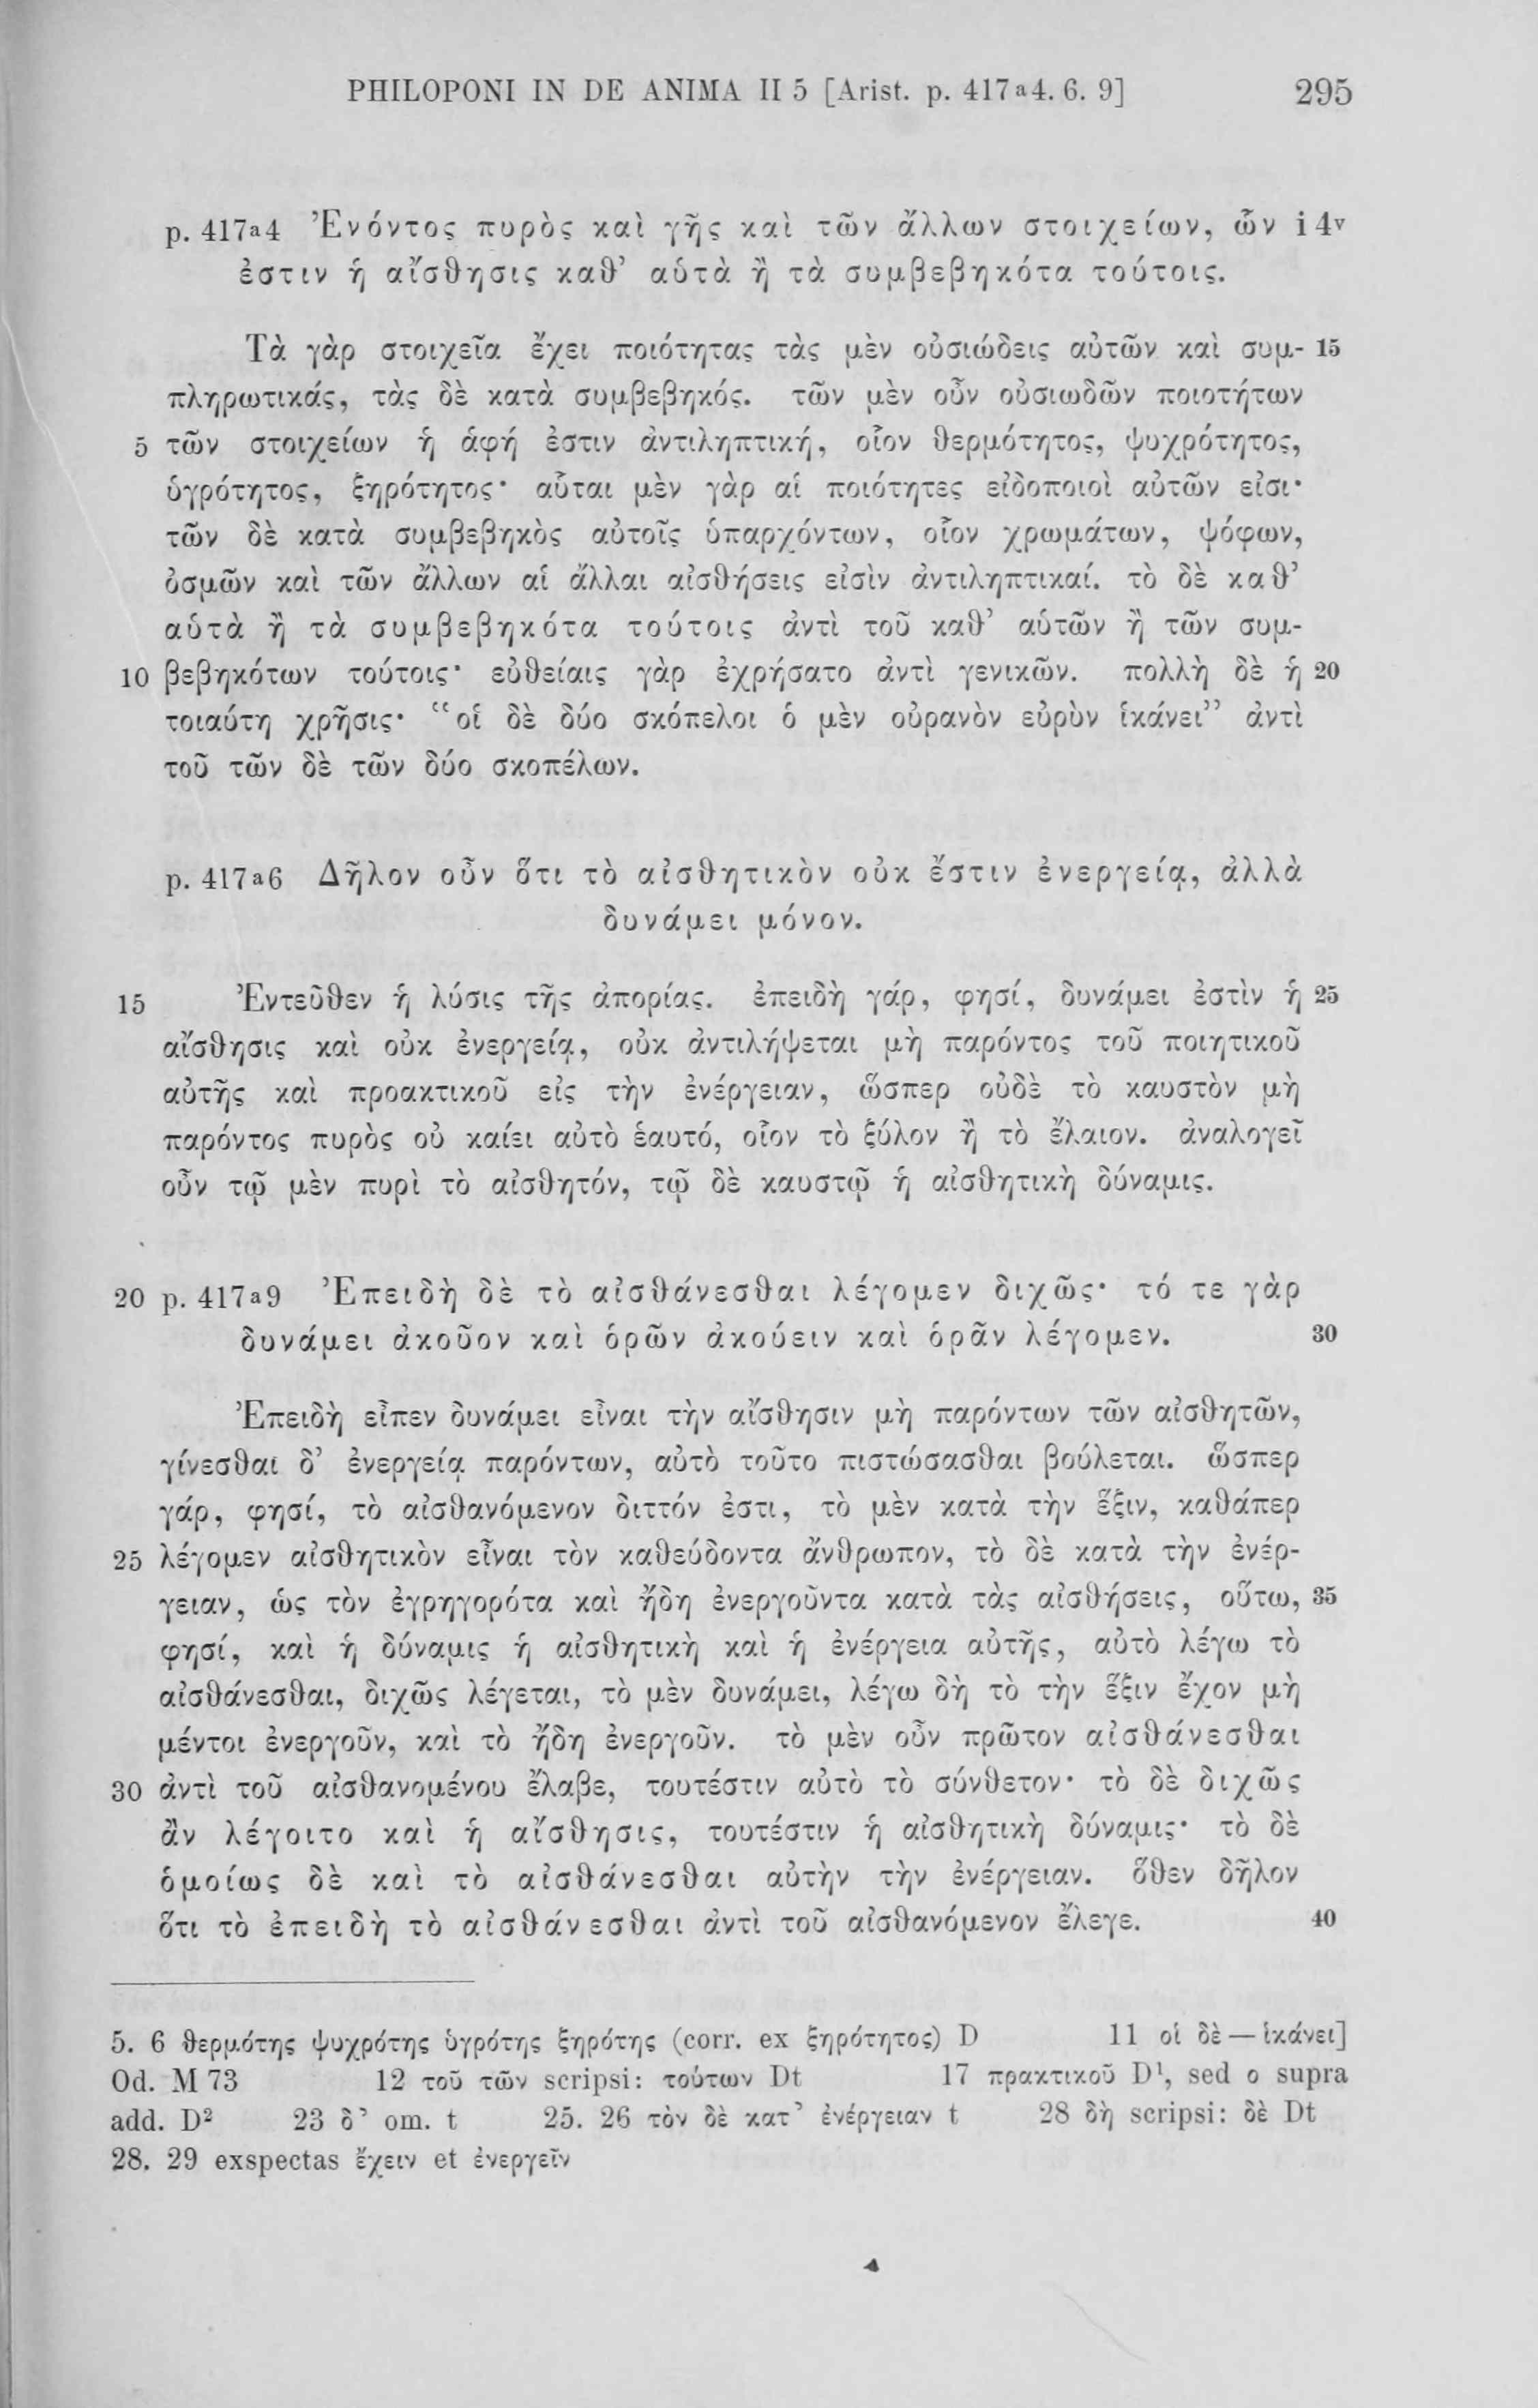 PHILOPONI IN DE ANIMA II 5 [Arist. p. 417a4. 6. 9] 295
p. 417a4 Ἐνόντος πυρὸς καὶ γῆς καὶ τῶν ἄλλων στοιχείων, ὧν i 4v
ἐστιν ἡ αἴσθησις καθ’ αὑτὰ ἢ τὰ συμβεβηκότα τούτοις.
Τὰ γὰρ στοιχεῖα ἔχει ποιότητας τὰς μὲν οὐσιώδεις αὐτῶν καὶ συμ- 15
πληρωτικάς, τὰς δὲ κατὰ συμβεβηκός. τῶν μὲν οὖν οὐσιωδῶν ποιοτήτων
5 τῶν στοιχείων ἡ ἁφή ἐστιν ἀντιληπτική, οἷον θερμότητος, ψυχρότητος,
ὑγρότητος, ξηρότητος· αὗται μὲν γὰρ αἱ ποιότητες εἰδοποιοὶ αὐτῶν εἰσι·
τῶν δὲ κατὰ συμβεβηκὸς αὐτοῖς ὑπαρχόντων, οἷον χρωμάτων, ψόφων,
ὀσμῶν καὶ τῶν ἄλλων αἱ ἄλλαι αἰσθήσεις εἰσὶν ἀντιληπτικαί. τὸ δὲ καθ’
αὑτὰ ἢ τὰ συμβεβηκότα τούτοις ἀντὶ τοῦ καθ’ αὑτῶν ἢ τῶν συμ-
10 βεβηκότων τούτοις· εὐθείαις γὰρ ἐχρήσατο ἀντὶ γενικῶν. πολλὴ δὲ ἡ 20
τοιαύτη χρῆσις· “οἱ δὲ δύο σκόπελοι ὁ μὲν οὐρανὸν εὐρὺν ἱκάνει” ἀντὶ
τοῦ τῶν δὲ τῶν δύο σκοπέλων.
p. 417a6 Δῆλον οὖν ὅτι τὸ αἰσθητικὸν οὐκ ἔστιν ἐνεργείᾳ, ἀλλὰ
δυνάμει μόνον.
15 Ἐντεῦθεν ἡ λύσις τῆς ἀπορίας. ἐπειδὴ γάρ, φησί, δυνάμει ἐστὶν ἡ 25
αἴσθησις καὶ οὐκ ἐνεργείᾳ, οὐκ ἀντιλήψεται μὴ παρόντος τοῦ ποιητικοῦ
αὐτῆς καὶ προακτικοῦ εἰς τὴν ἐνέργειαν, ὥσπερ οὐδὲ τὸ καυστὸν μὴ
παρόντος πυρὸς οὐ καίει αὐτὸ ἑαυτό, οἷον τὸ ξύλον ἢ τὸ ἔλαιον. ἀναλογεῖ
οὖν τῷ μὲν πυρὶ τὸ αἰσθητόν, τῷ δὲ καυστῷ ἡ αἰσθητικὴ δύναμις.
20 p. 417a9 Ἐπειδὴ δὲ τὸ αἰσθάνεσθαι λέγομεν διχῶς· τό τε γὰρ
δυνάμει ἀκοῦον καὶ ὁρῶν ἀκούειν καὶ ὁρᾶν λέγομεν. 30
Ἐπειδὴ εἶπεν δυνάμει εἶναι τὴν αἴσθησιν μὴ παρόντων τῶν αἰσθητῶν,
γίνεσθαι δ’ ἐνεργείᾳ παρόντων, αὐτὸ τοῦτο πιστώσασθαι βούλεται. ὥσπερ
γάρ, φησί, τὸ αἰσθανόμενον διττόν ἐστι, τὸ μὲν κατὰ τὴν ἕξιν, καθάπερ
25 λέγομεν αἰσθητικὸν εἶναι τὸν καθεύδοντα ἄνθρωπον, τὸ δὲ κατὰ τὴν ἐνέρ-
γειαν, ὡς τὸν ἐγρηγορότα καὶ ἤδη ἐνεργοῦντα κατὰ τὰς αἰσθήσεις, οὕτω, 35
φησί, καὶ ἡ δύναμις ἡ αἰσθητικὴ καὶ ἡ ἐνέργεια αὐτῆς, αὐτὸ λέγω τὸ
αἰσθάνεσθαι, διχῶς λέγεται, τὸ μὲν δυνάμει, λέγω δὴ τὸ τὴν ἕξιν ἔχον μὴ
μέντοι ἐνεργοῦν, καὶ τὸ ἤδη ἐνεργοῦν. τὸ μὲν οὖν πρῶτον αἰσθάνεσθαι
30 ἀντὶ τοῦ αἰσθανομένου ἔλαβε, τουτέστιν αὐτὸ τὸ σύνθετον· τὸ δὲ διχῶς
ἂν λέγοιτο καὶ ἡ αἴσθησις, τουτέστιν ἡ αἰσθητικὴ δύναμις· τὸ δὲ
ὁμοίως δὲ καὶ τὸ αἰσθάνεσθαι αὐτὴν τὴν ἐνέργειαν. ὅθεν δῆλον
ὅτι τὸ ἐπειδὴ τὸ αἰσθάνεσθαι ἀντὶ τοῦ αἰσθανόμενον ἔλεγε. 40
5. 6 θερμότης ψυχρότης ὑγρότης ξηρότης (corr. ex ξηρότητος) D 11 οἱ δὲ — ἱκάνει]
Od. M 73 12 τοῦ τῶν scripsi: τούτων Dt 17 πρακτικοῦ D¹, sed ο supra
add. D² 23 δ’ om. t 25. 26 τὸν δὲ κατ’ ἐνέργειαν t 28 δὴ scripsi: δὲ Dt
28. 29 exspectas ἔχειν et ἐνεργεῖν